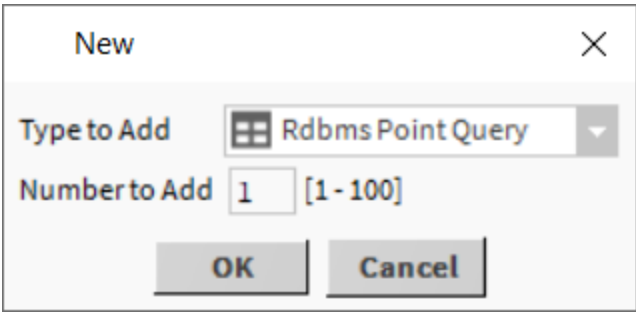 New
Type to Add Rdbms Point Query
Number to Add 1 [1 - 100]
OK Cancel